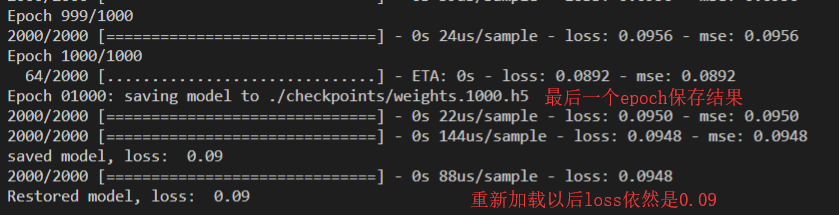 Epoch 999/1000
2000/2000 [==============================] - 0s 24us/sample - loss: 0.0956 - mse: 0.0956
Epoch 1000/1000
64/2000 [..............................] - ETA: 0s - loss: 0.0892 - mse: 0.0892
Epoch 01000: saving model to ./checkpoints/weights.1000.h5 最后一个epoch保存结果
2000/2000 [==============================] - 0s 22us/sample - loss: 0.0950 - mse: 0.0950
2000/2000 [==============================] - 0s 144us/sample - loss: 0.0948 - mse: 0.0948
saved model, loss:  0.09
2000/2000 [==============================] - 0s 88us/sample - loss: 0.0948 - mse: 0.0948
Restored model, loss:  0.09 重新加载以后loss依然是0.09